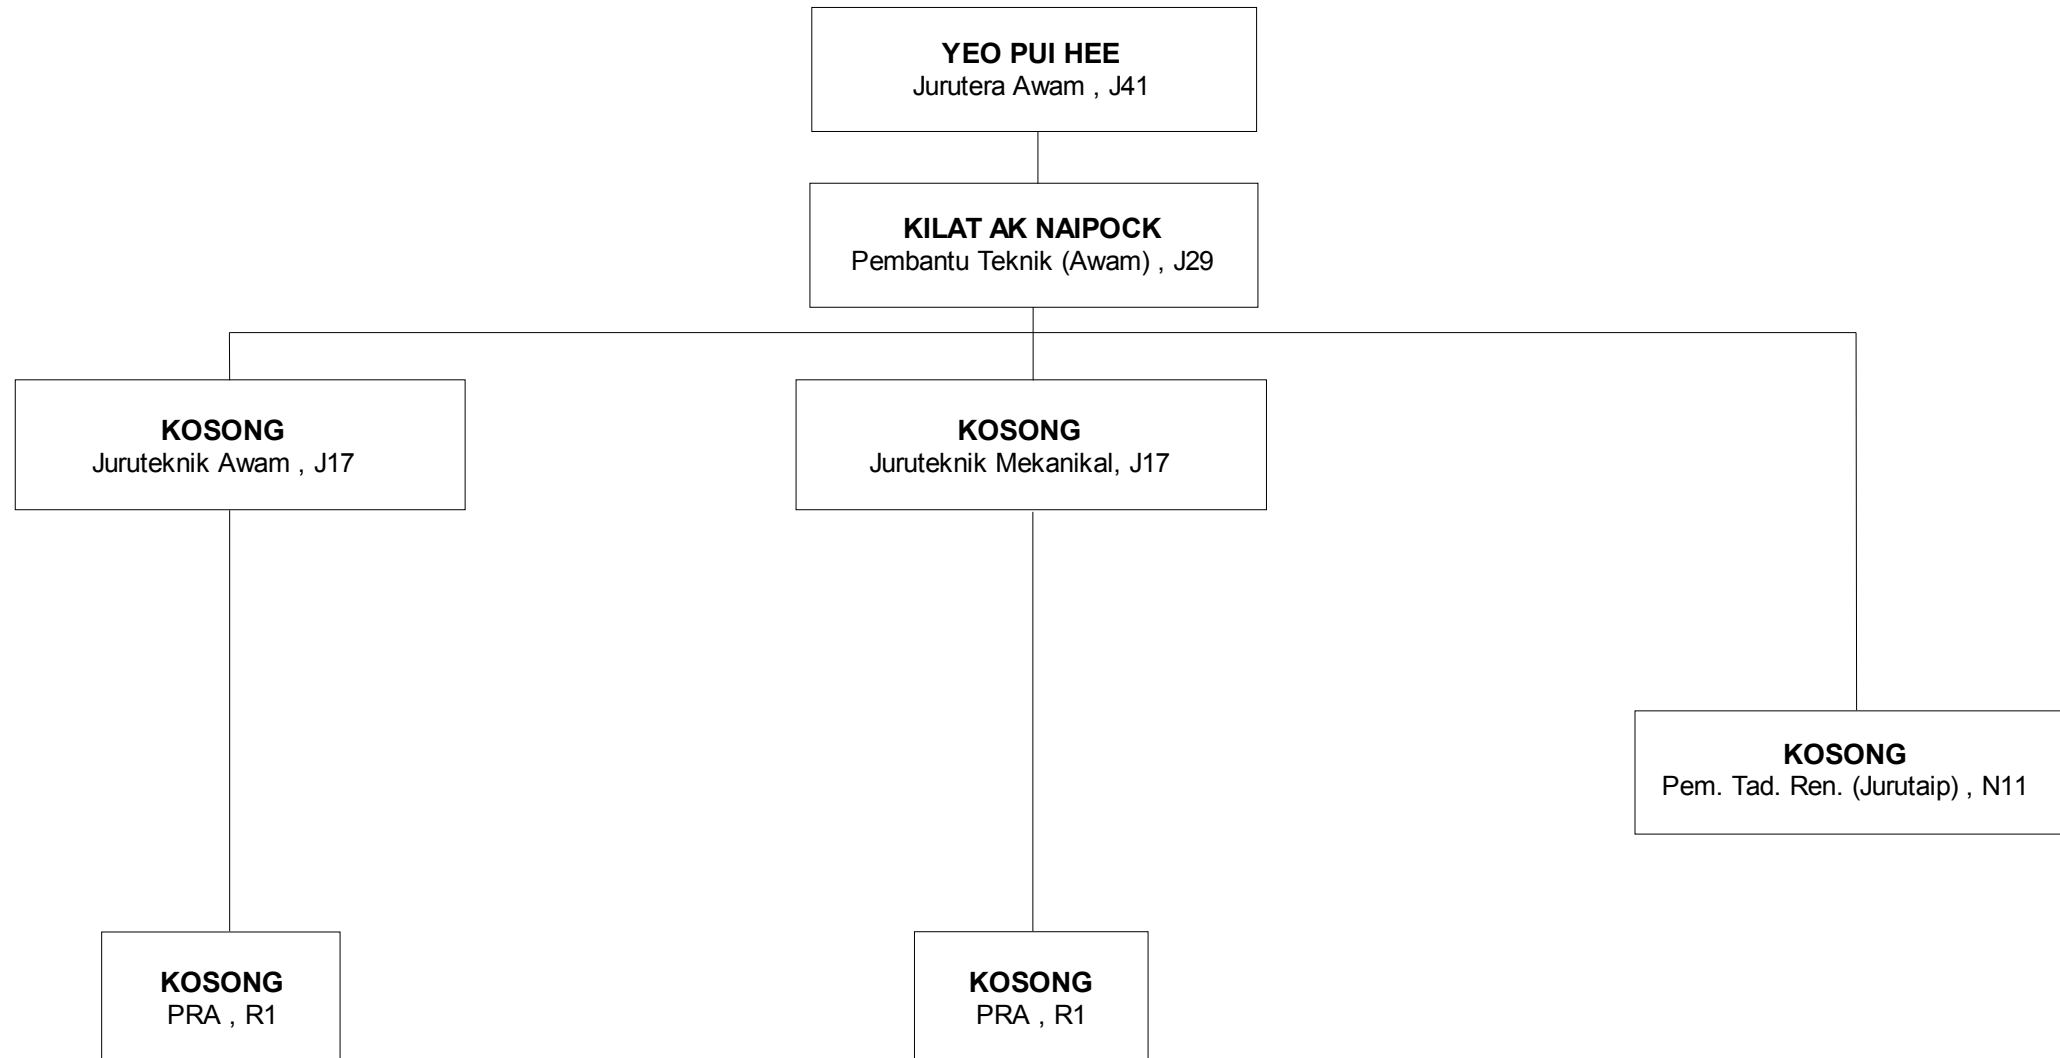 YEO PUI HEE
Jurutera Awam , J41
KILAT AK NAIPOCK
Pembantu Teknik (Awam) , J29
KOSONG
Juruteknik Awam , J17
KOSONG
Juruteknik Mekanikal, J17
KOSONG
Pem. Tad. Ren. (Jurutaip) , N11
KOSONG
PRA , R1
KOSONG
PRA , R1